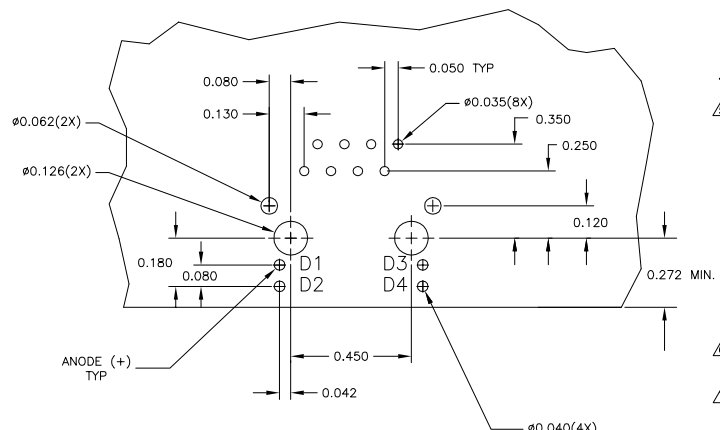 0.050 TYP
0.080
ø0.035(8X)
0.130
0.350
ø0.062(2X)
0.250
ø0.126(2X)
0.120
0.180
0.080
D1
D3
D2
D4
0.272 MIN.
ANODE (+)
TYP
0.450
0.042
ø0.040(4X)